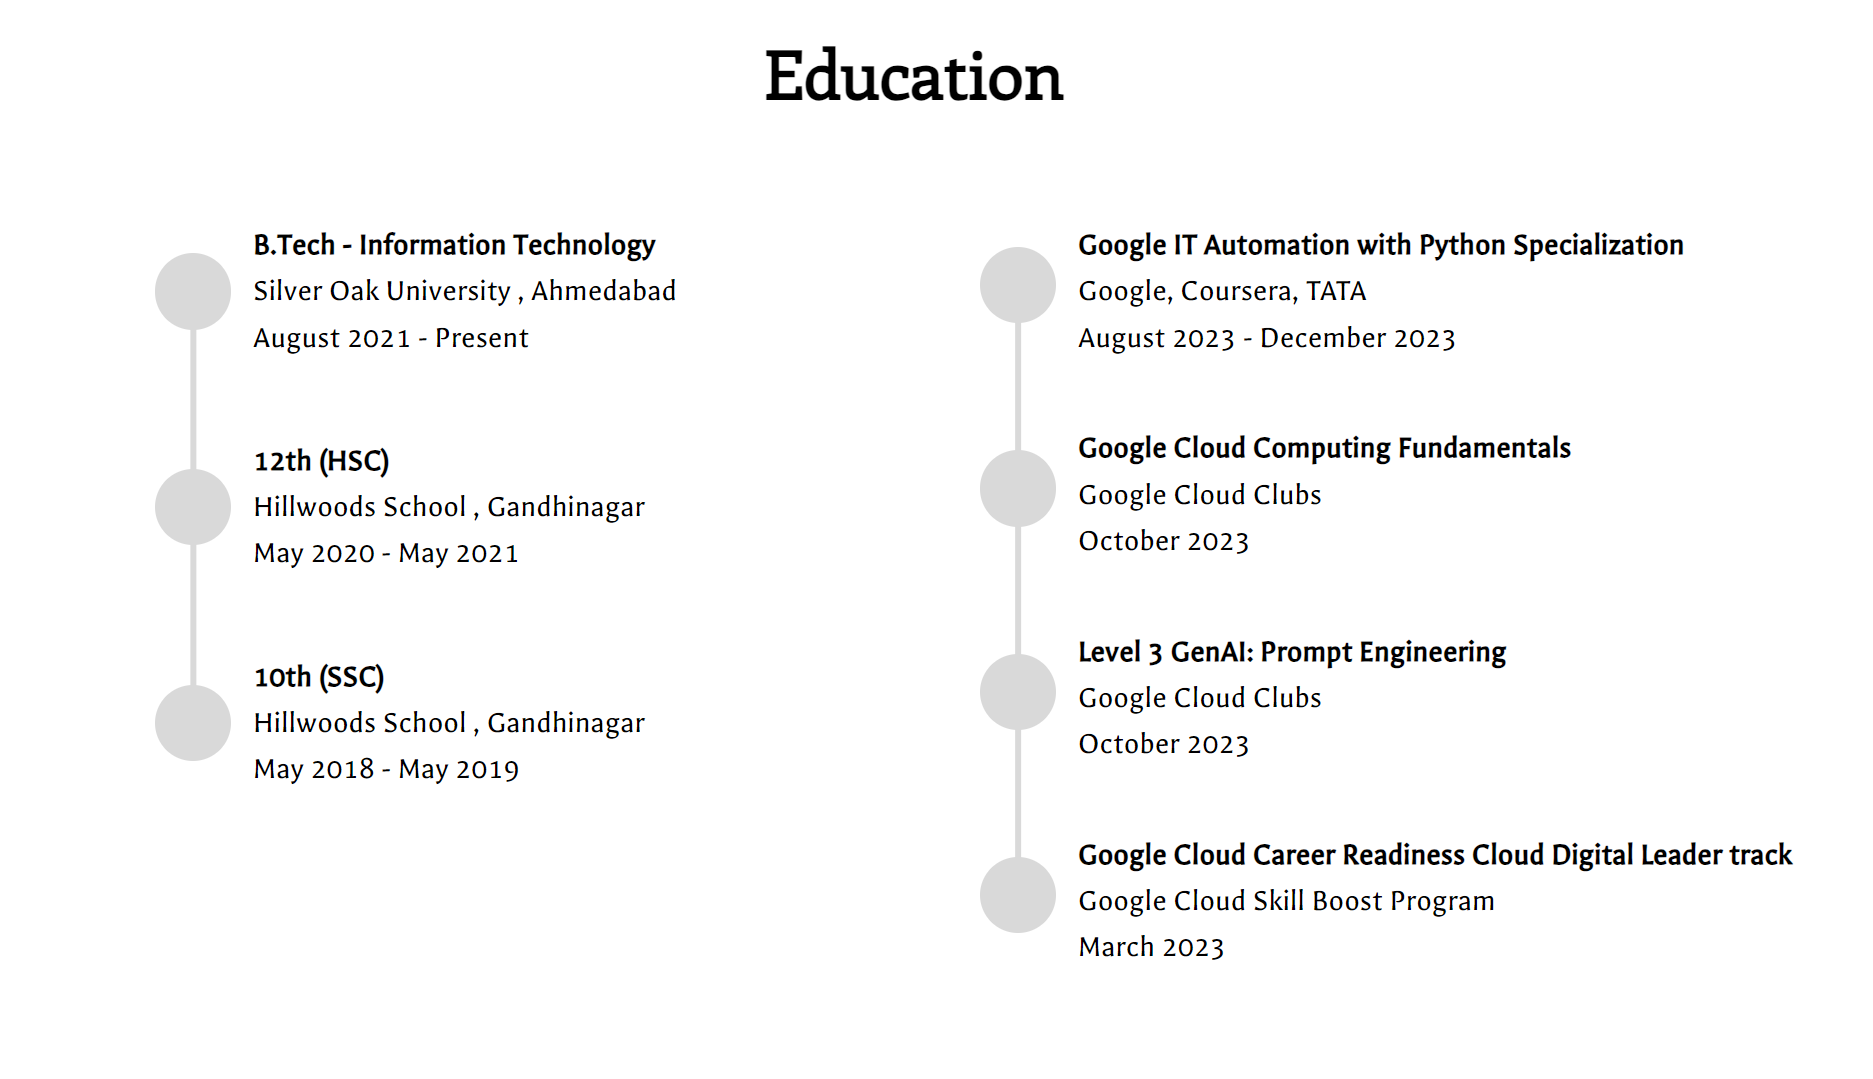 Education
B.Tech - Information Technology
Silver Oak University , Ahmedabad
August 2021 - Present
12th (HSC)
Hillwoods School , Gandhinagar
May 2020 - May 2021
10th (SSC)
Hillwoods School , Gandhinagar
May 2018 - May 2019
Google IT Automation with Python Specialization
Google, Coursera, TATA
August 2023 - December 2023
Google Cloud Computing Fundamentals
Google Cloud Clubs
October 2023
Level 3 GenAI: Prompt Engineering
Google Cloud Clubs
October 2023
Google Cloud Career Readiness Cloud Digital Leader track
Google Cloud Skill Boost Program
March 2023